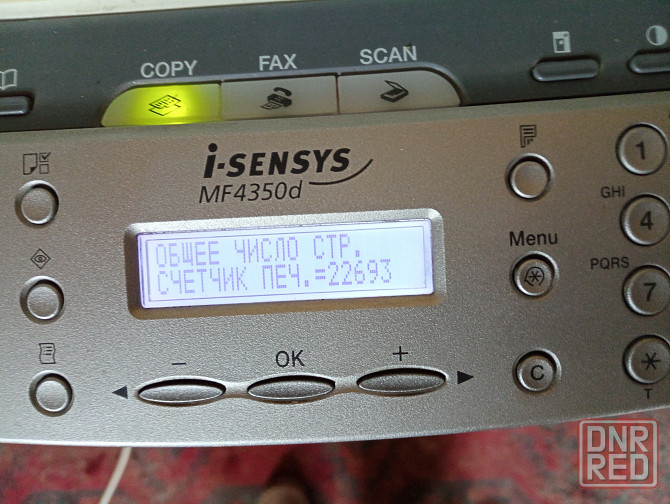 COPY
FAX
SCAN
i-SENSYS
MF4350d
ОБЩЕЕ ЧИСЛО СТР.
СЧЕТЧИК ПЕЧ.=22693
Menu
1
GHI
4
PQRS
7
*
T
− OK +
C
DNR
RED